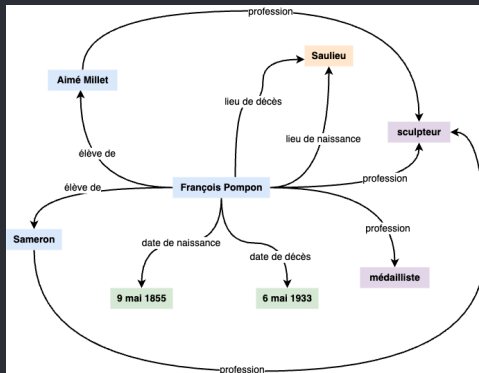 profession
Saulieu
Aimé Millet
lieu de décès
sculpteur
lieu de naissance
élève de
profession
élève de
François Pompon
profession
Sameron
date de naissance
date de décès
médailliste
9 mai 1855
6 mai 1933
profession